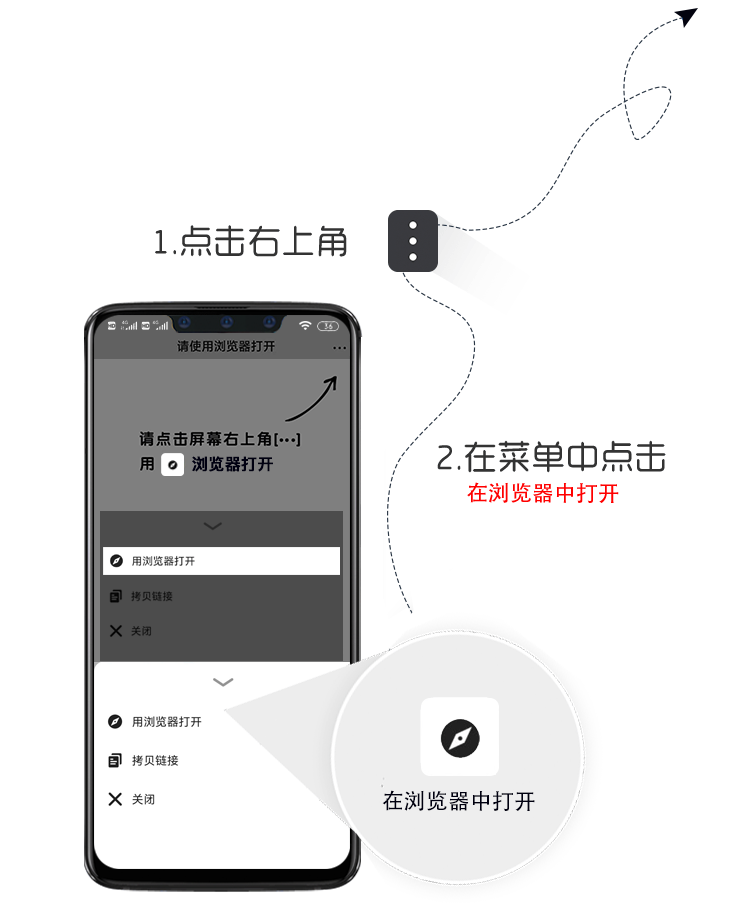 1.点击右上角
4G 4G 36
请使用浏览器打开
请点击屏幕右上角[•••]
用 浏览器打开
2.在菜单中点击
在浏览器中打开
用浏览器打开
拷贝链接
关闭
用浏览器打开
拷贝链接
关闭
在浏览器中打开